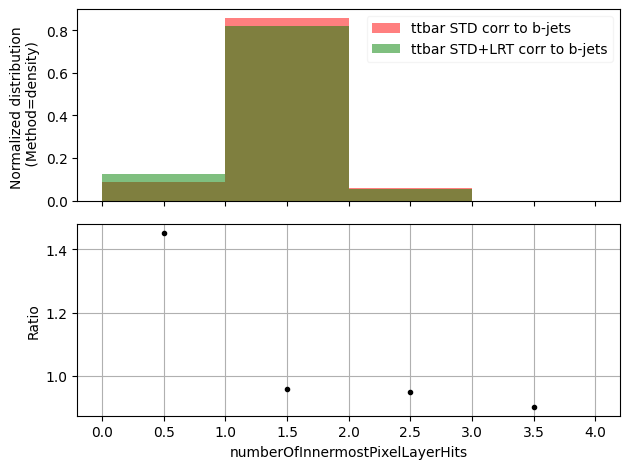 Normalized distribution
(Method=density)
0.8
0.6
0.4
0.2
0.0
ttbar STD corr to b-jets
ttbar STD+LRT corr to b-jets
Ratio
1.4
1.2
1.0
0.0 0.5 1.0 1.5 2.0 2.5 3.0 3.5 4.0
numberOfInnermostPixelLayerHits